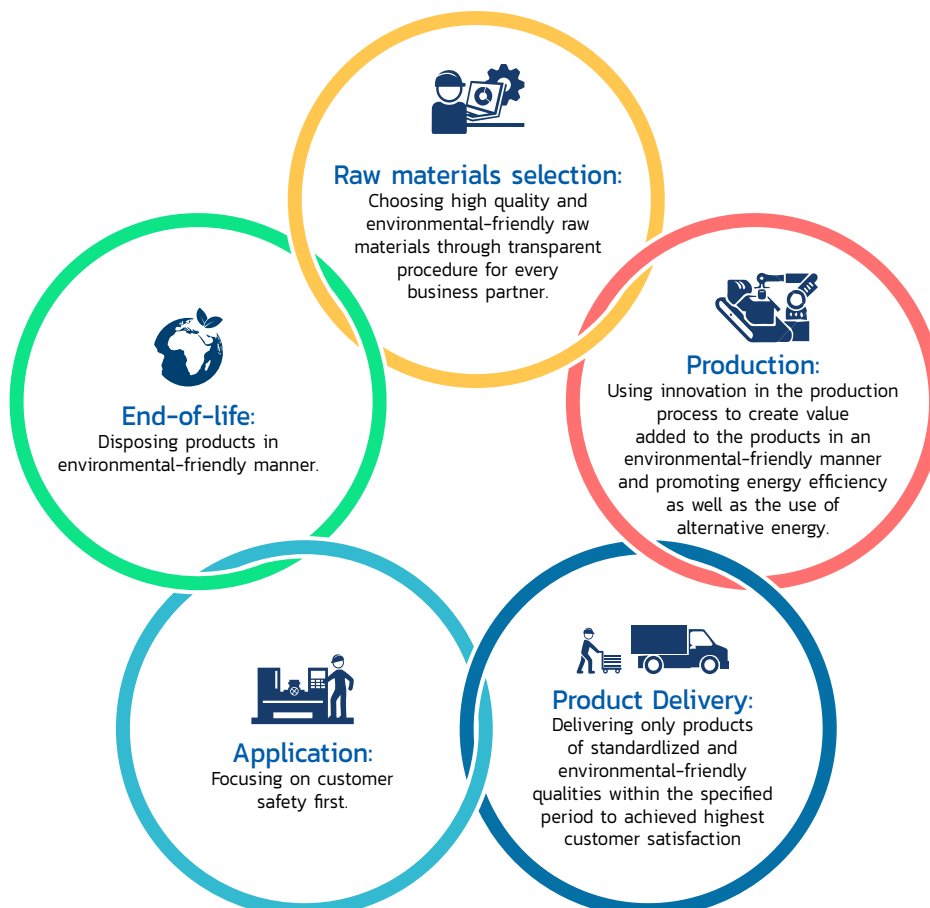 Raw materials selection:
Choosing high quality and
environmental-friendly raw
materials through transparent
procedure for every
business partner.
Production:
Using innovation in the production
process to create value
added to the products in an
environmental-friendly manner
and promoting energy efficiency
as well as the use of
alternative energy.
Product Delivery:
Delivering only products
of standardlized and
environmental-friendly
qualities within the specified
period to achieved highest
customer satisfaction
Application:
Focusing on customer
safety first.
End-of-life:
Disposing products in
environmental-friendly manner.